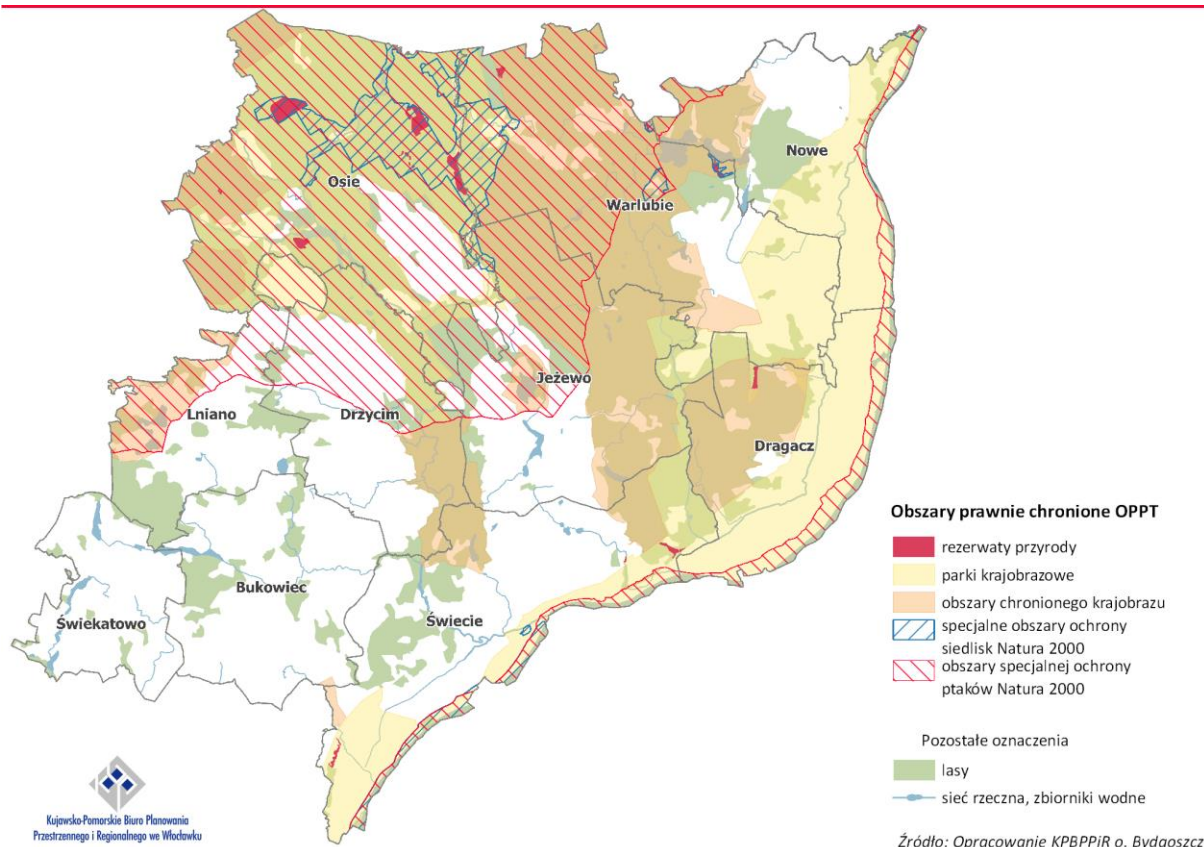 Nowe
Osie
Warlubie
Jeżewo
Lniano
Drzycim
Dragacz
Bukowiec
Świekatowo
Świecie
Obszary prawnie chronione OPPT
rezerwaty przyrody
parki krajobrazowe
obszary chronionego krajobrazu
specjalne obszary ochrony
siedlisk Natura 2000
obszary specjalnej ochrony
ptaków Natura 2000
Pozostałe oznaczenia
lasy
sieć rzeczna, zbiorniki wodne
Kujawsko-Pomorskie Biuro Planowania
Przestrzennego i Regionalnego we Włocławku
Źródło: Opracowanie KPBPPiR o. Bydgoszcz